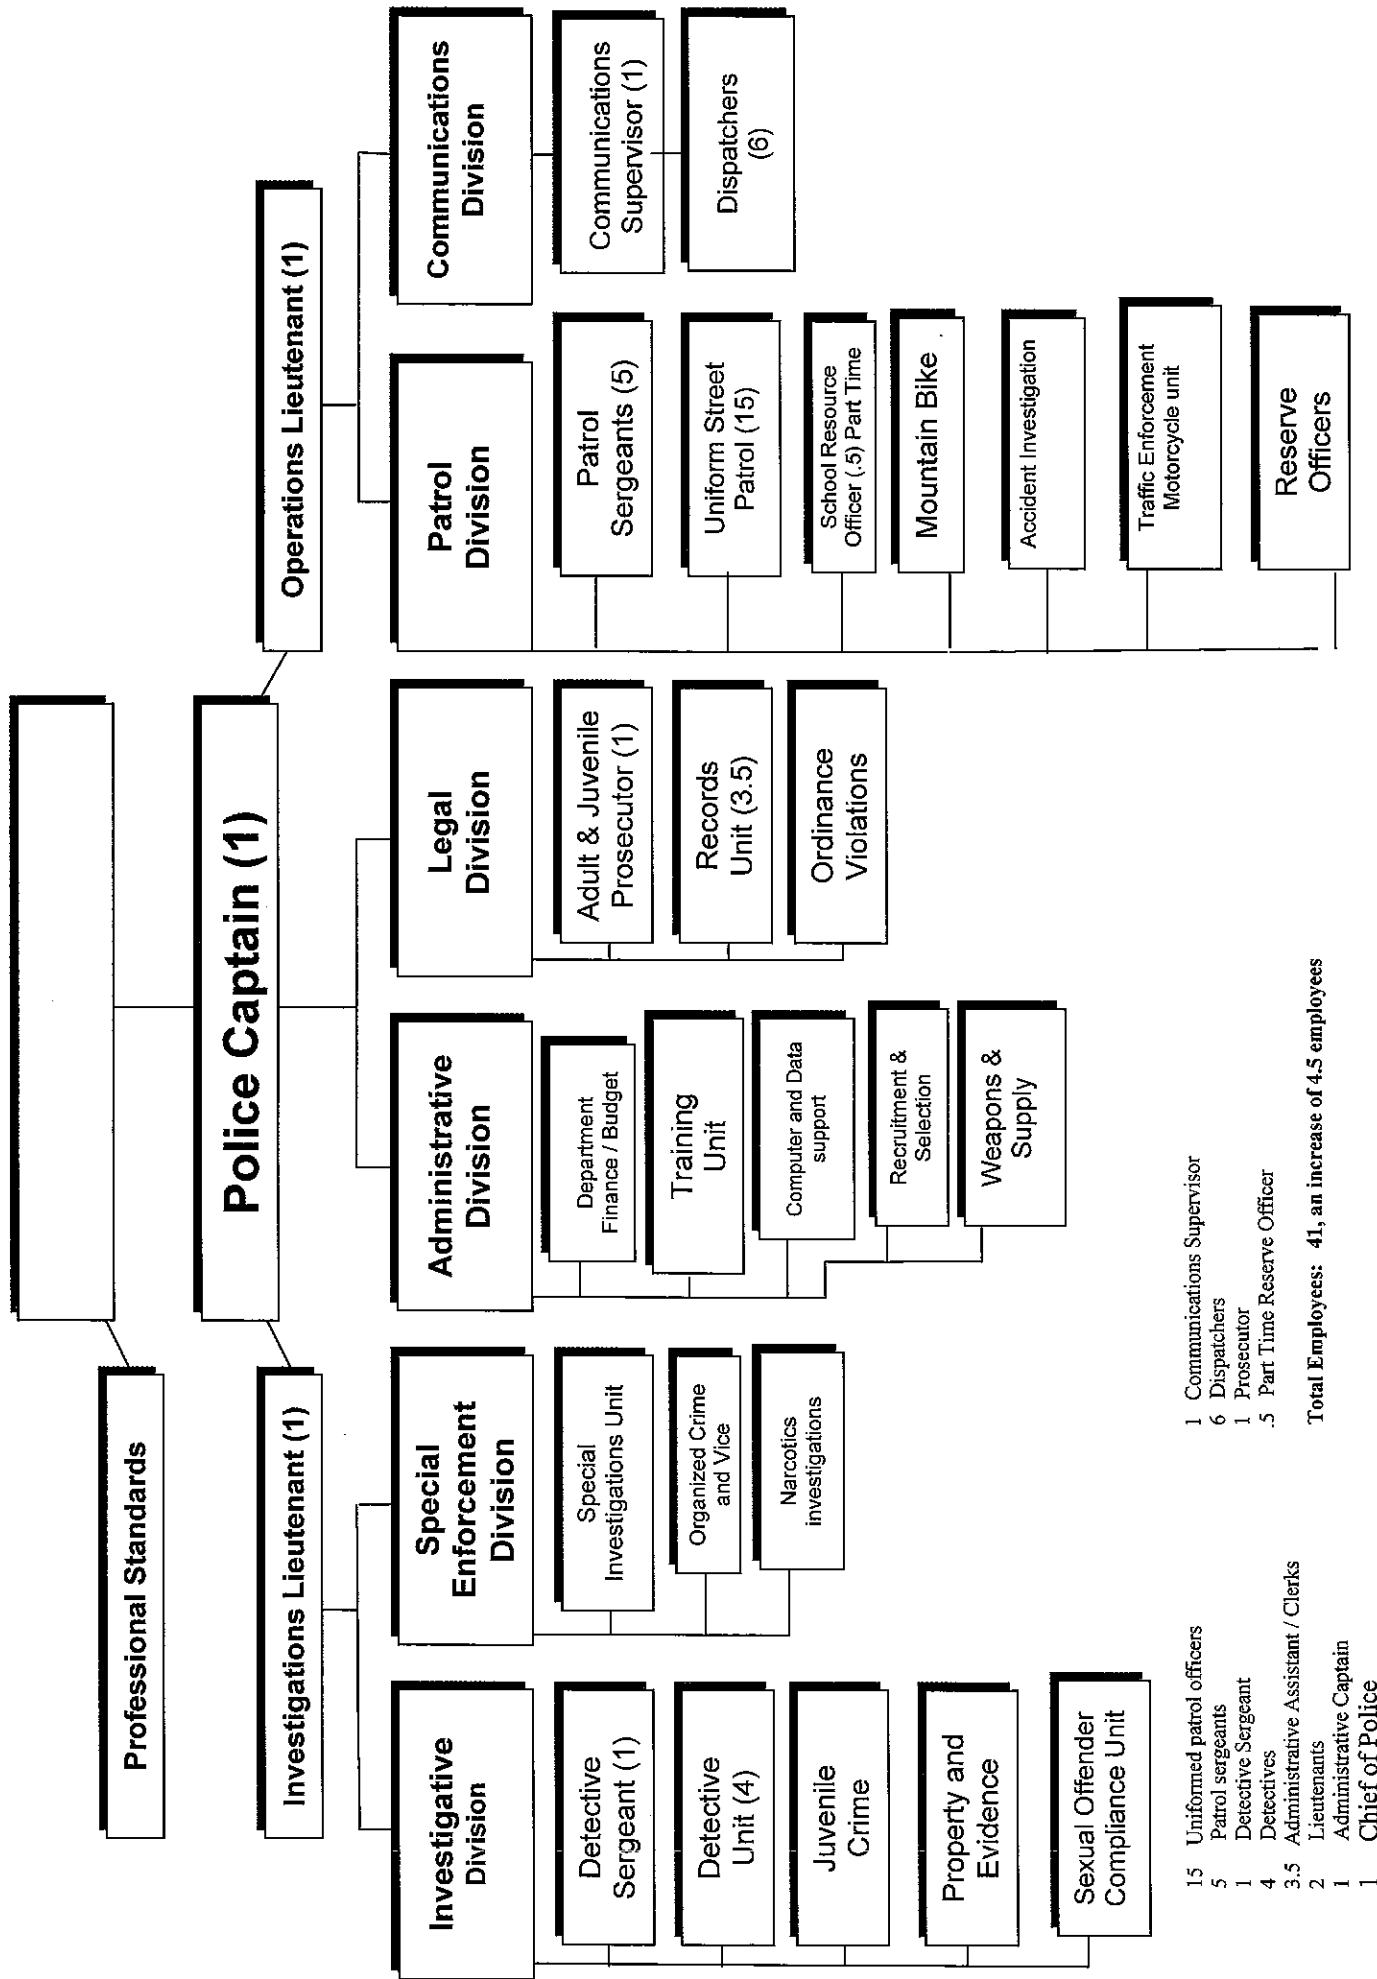 Professional Standards
Police Captain (1)
Investigations Lieutenant (1)
Operations Lieutenant (1)
Investigative
Division
Detective
Sergeant (1)
Detective
Unit (4)
Juvenile
Crime
Property and
Evidence
Sexual Offender
Compliance Unit
Special
Enforcement
Division
Special
Investigations Unit
Organized Crime
and Vice
Narcotics
investigations
Administrative
Division
Department
Finance / Budget
Training
Unit
Computer and Data
support
Recruitment &
Selection
Weapons &
Supply
Legal
Division
Adult & Juvenile
Prosecutor (1)
Records
Unit (3.5)
Ordinance
Violations
Patrol
Division
Patrol
Sergeants (5)
Uniform Street
Patrol (15)
School Resource
Officer (.5) Part Time
Mountain Bike
Accident Investigation
Traffic Enforcement
Motorcycle unit
Reserve
Officers
Communications
Division
Communications
Supervisor (1)
Dispatchers
(6)
15 Uniformed patrol officers
5 Patrol sergeants
1 Detective Sergeant
4 Detectives
3.5 Administrative Assistant / Clerks
2 Lieutenants
1 Administrative Captain
1 Chief of Police
1 Communications Supervisor
6 Dispatchers
1 Prosecutor
.5 Part Time Reserve Officer
Total Employees: 41, an increase of 4.5 employees